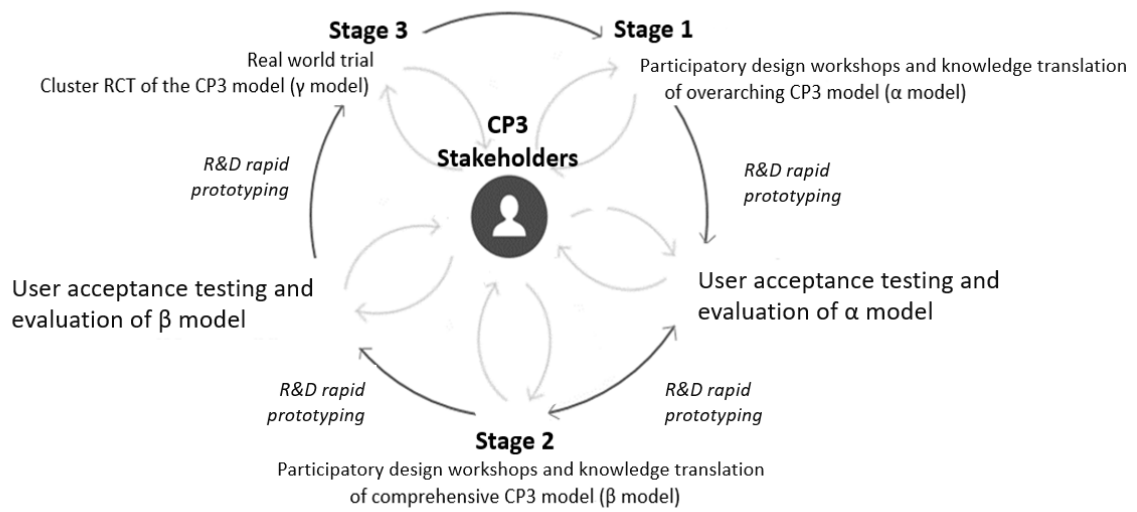 Stage 3
Real world trial
Cluster RCT of the CP3 model (γ model)
Stage 1
Participatory design workshops and knowledge translation
of overarching CP3 model (α model)
CP3
Stakeholders
R&D rapid
prototyping
R&D rapid
prototyping
User acceptance testing and
evaluation of β model
User acceptance testing and
evaluation of α model
R&D rapid
prototyping
R&D rapid
prototyping
Stage 2
Participatory design workshops and knowledge translation
of comprehensive CP3 model (β model)